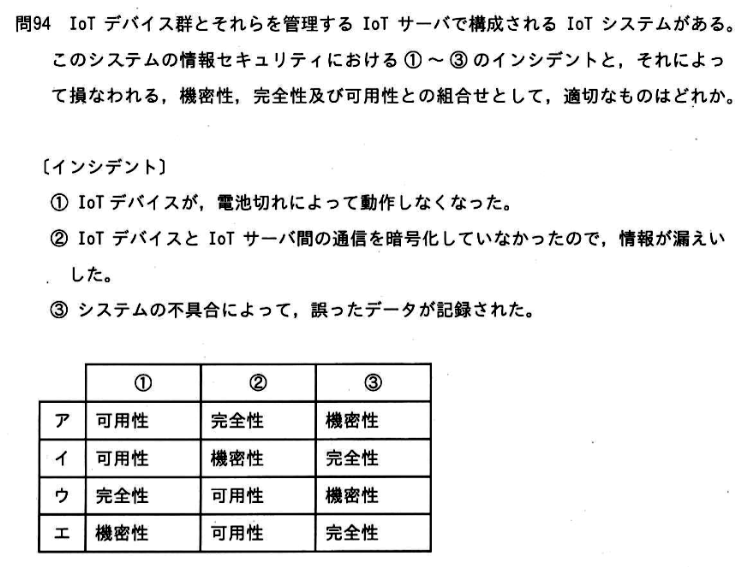 問94 IoT デバイス群とそれらを管理する IoT サーバで構成される IoT システムがある。
このシステムの情報セキュリティにおける ① ～ ③ のインシデントと，それによっ
て損なわれる，機密性，完全性及び可用性との組合せとして，適切なものはどれか。
〔インシデント〕
① IoT デバイスが，電池切れによって動作しなくなった。
② IoT デバイスと IoT サーバ間の通信を暗号化していなかったので，情報が漏えい
した。
③ システムの不具合によって，誤ったデータが記録された。
① ② ③
ア 可用性 完全性 機密性
イ 可用性 機密性 完全性
ウ 完全性 可用性 機密性
エ 機密性 可用性 完全性